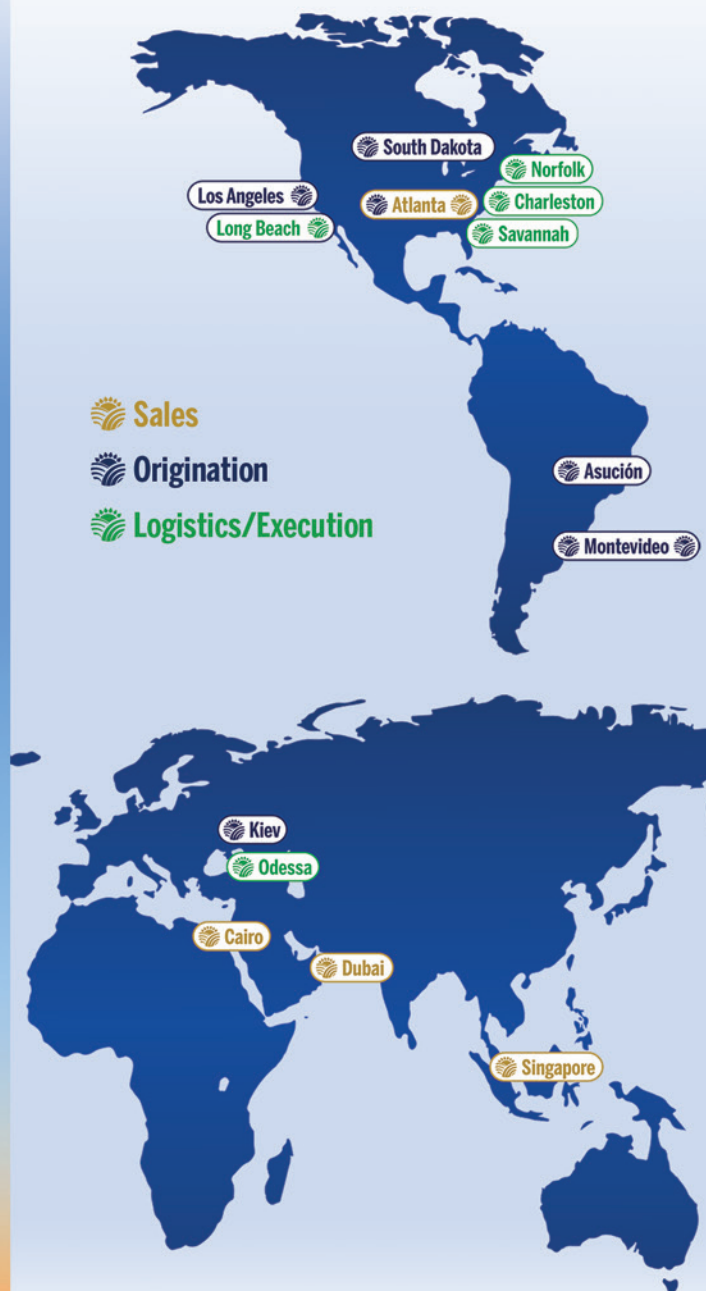 South Dakota
Norfolk
Los Angeles
Atlanta
Charleston
Long Beach
Savannah
Sales
Origination
Logistics/Execution
Asución
Montevideo
Kiev
Odessa
Cairo
Dubai
Singapore